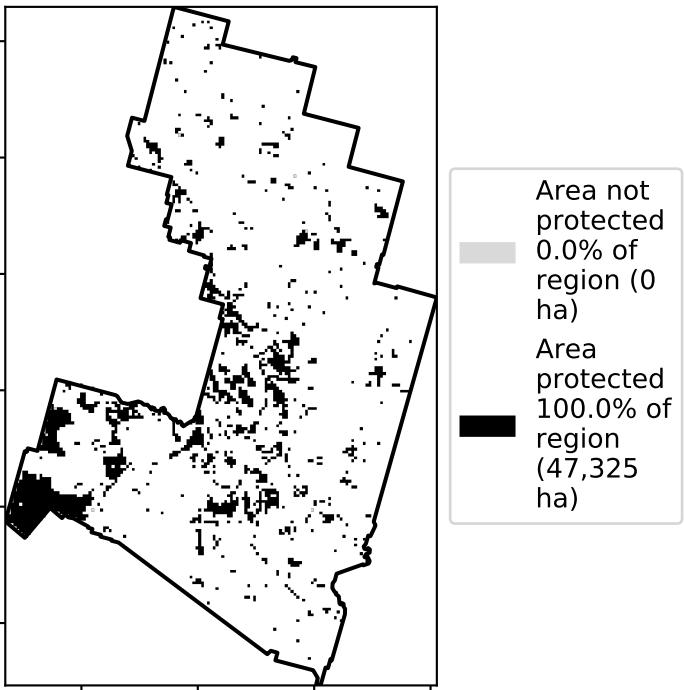 Area not
protected
0.0% of
region (0
ha)
Area
protected
100.0% of
region
(47,325
ha)